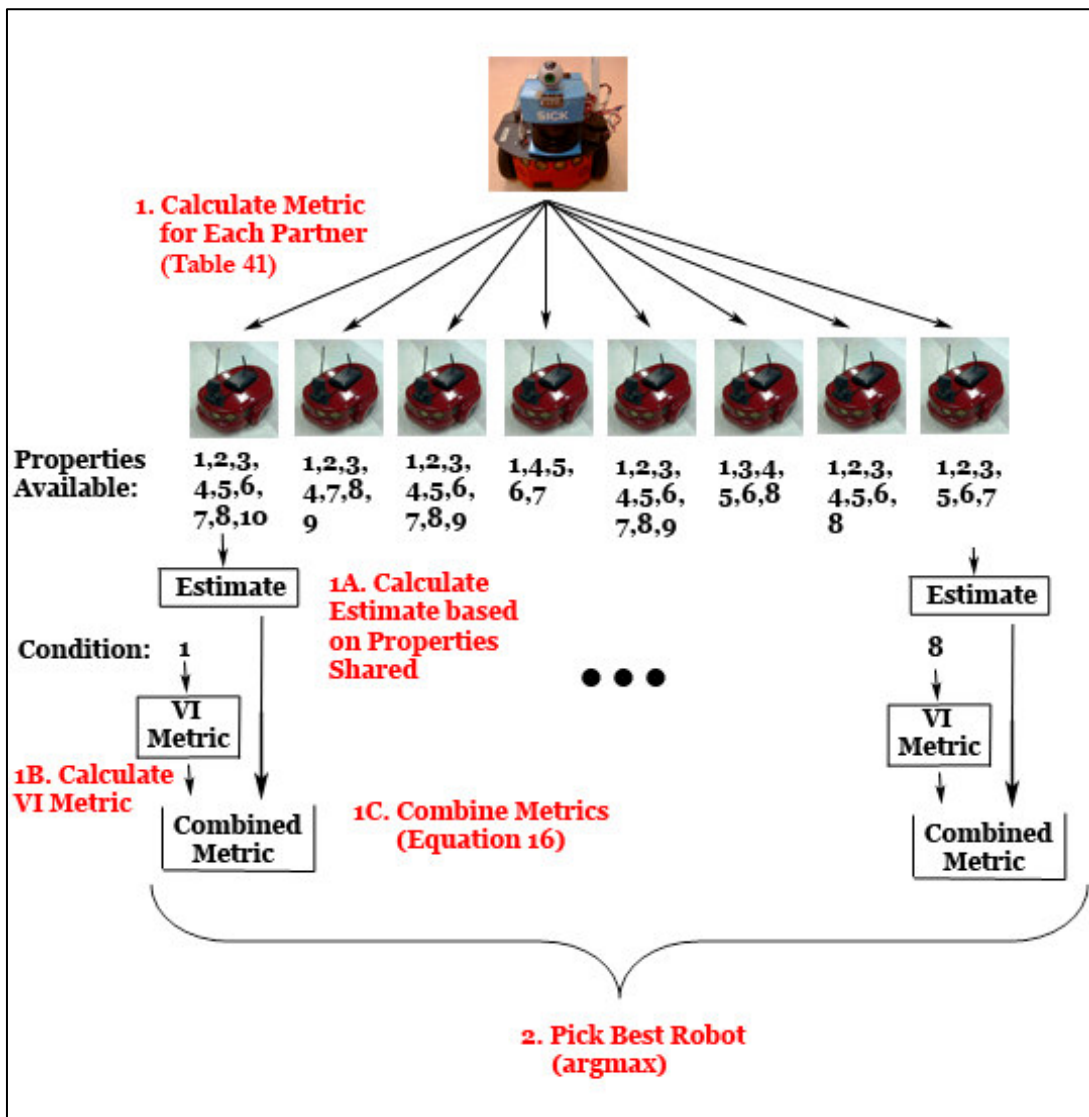 SICK
1. Calculate Metric
for Each Partner
(Table 41)
Properties
Available:
1,2,3,
4,5,6,
7,8,10
1,2,3,
4,7,8,
9
1,2,3,
4,5,6,
7,8,9
1,4,5,
6,7
1,2,3,
4,5,6,
7,8,9
1,3,4,
5,6,8
1,2,3,
4,5,6,
8
1,2,3,
5,6,7
Estimate
1A. Calculate
Estimate based
on Properties
Shared
Estimate
Condition:
1
8
VI
Metric
VI
Metric
1B. Calculate
VI Metric
Combined
Metric
1C. Combine Metrics
(Equation 16)
Combined
Metric
2. Pick Best Robot
(argmax)